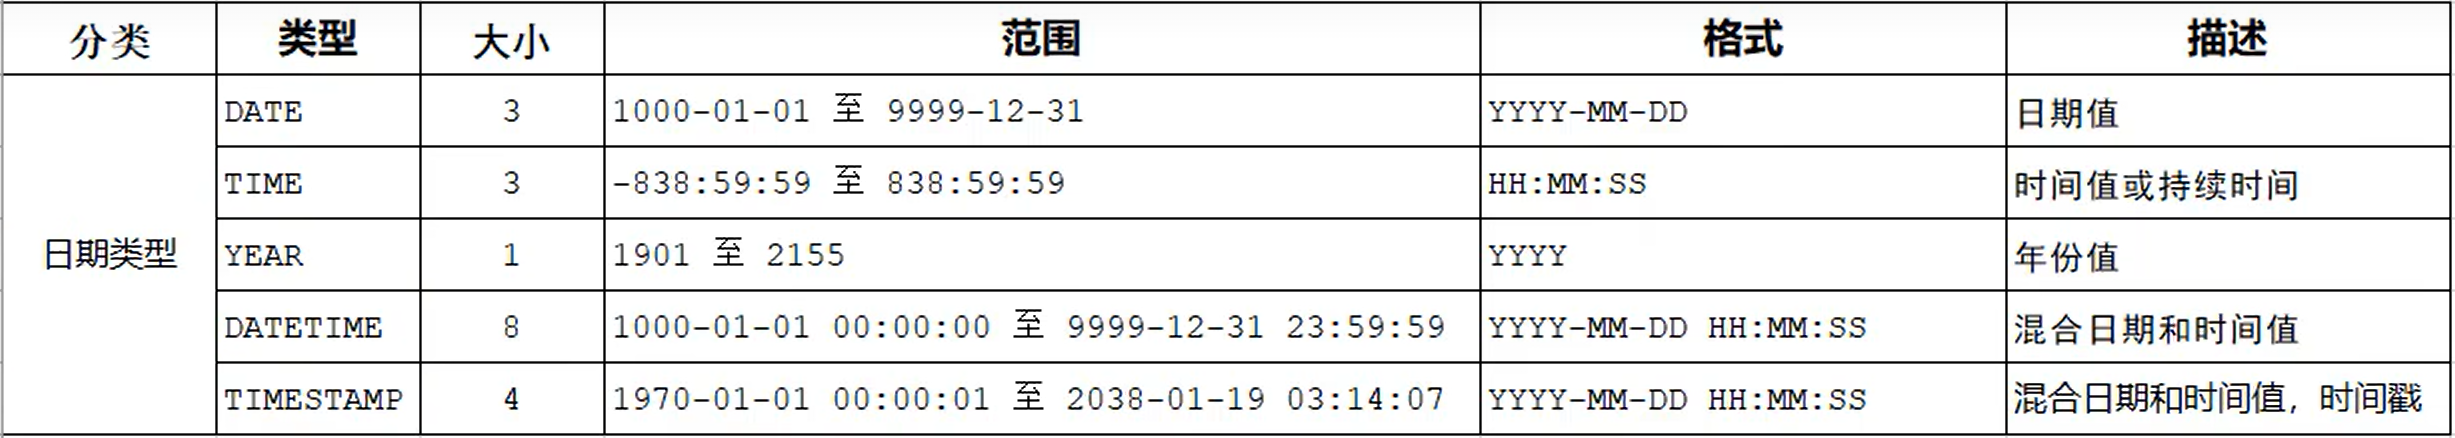 分类 类型 大小 范围 格式 描述
DATE 3 1000-01-01 至 9999-12-31 YYYY-MM-DD 日期值
TIME 3 -838:59:59 至 838:59:59 HH:MM:SS 时间值或持续时间
日期类型 YEAR 1 1901 至 2155 YYYY 年份值
DATETIME 8 1000-01-01 00:00:00 至 9999-12-31 23:59:59 YYYY-MM-DD HH:MM:SS 混合日期和时间值
TIMESTAMP 4 1970-01-01 00:00:01 至 2038-01-19 03:14:07 YYYY-MM-DD HH:MM:SS 混合日期和时间值，时间戳